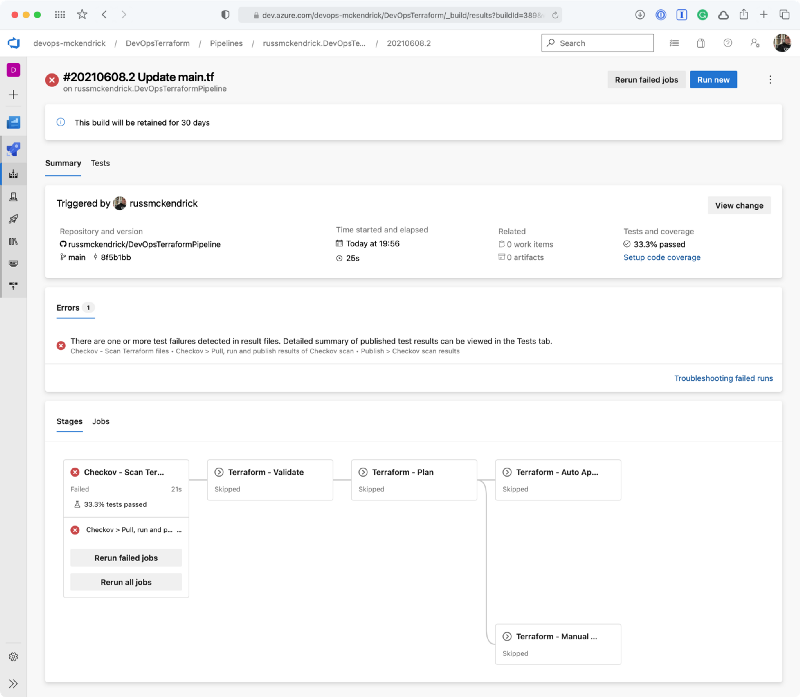 dev.azure.com/devops-mckendrick/DevOpsTerraform/_build/results?buildId=389
devops-mckendrick / DevOpsTerraform / Pipelines / russmckendrick.DevOpsTe... / 20210608.2
Search
D
#20210608.2 Update main.tf
on russmckendrick.DevOpsTerraformPipeline
Rerun failed jobs
Run new
This build will be retained for 30 days
Summary Tests
Triggered by russmckendrick
View change
Repository and version
russmckendrick/DevOpsTerraformPipeline
main 8f5b1bb
Time started and elapsed
Today at 19:56
25s
Related
0 work items
0 artifacts
Tests and coverage
33.3% passed
Setup code coverage
Errors 1
There are one or more test failures detected in result files. Detailed summary of published test results can be viewed in the Tests tab.
Checkov - Scan Terraform files • Checkov > Pull, run and publish results of Checkov scan • Publish > Checkov scan results
Troubleshooting failed runs
Stages Jobs
Checkov - Scan Ter...
Failed 21s
33.3% tests passed
Checkov > Pull, run and p... ...
Rerun failed jobs
Rerun all jobs
Terraform - Validate
Skipped
Terraform - Plan
Skipped
Terraform - Auto Ap...
Skipped
Terraform - Manual ...
Skipped